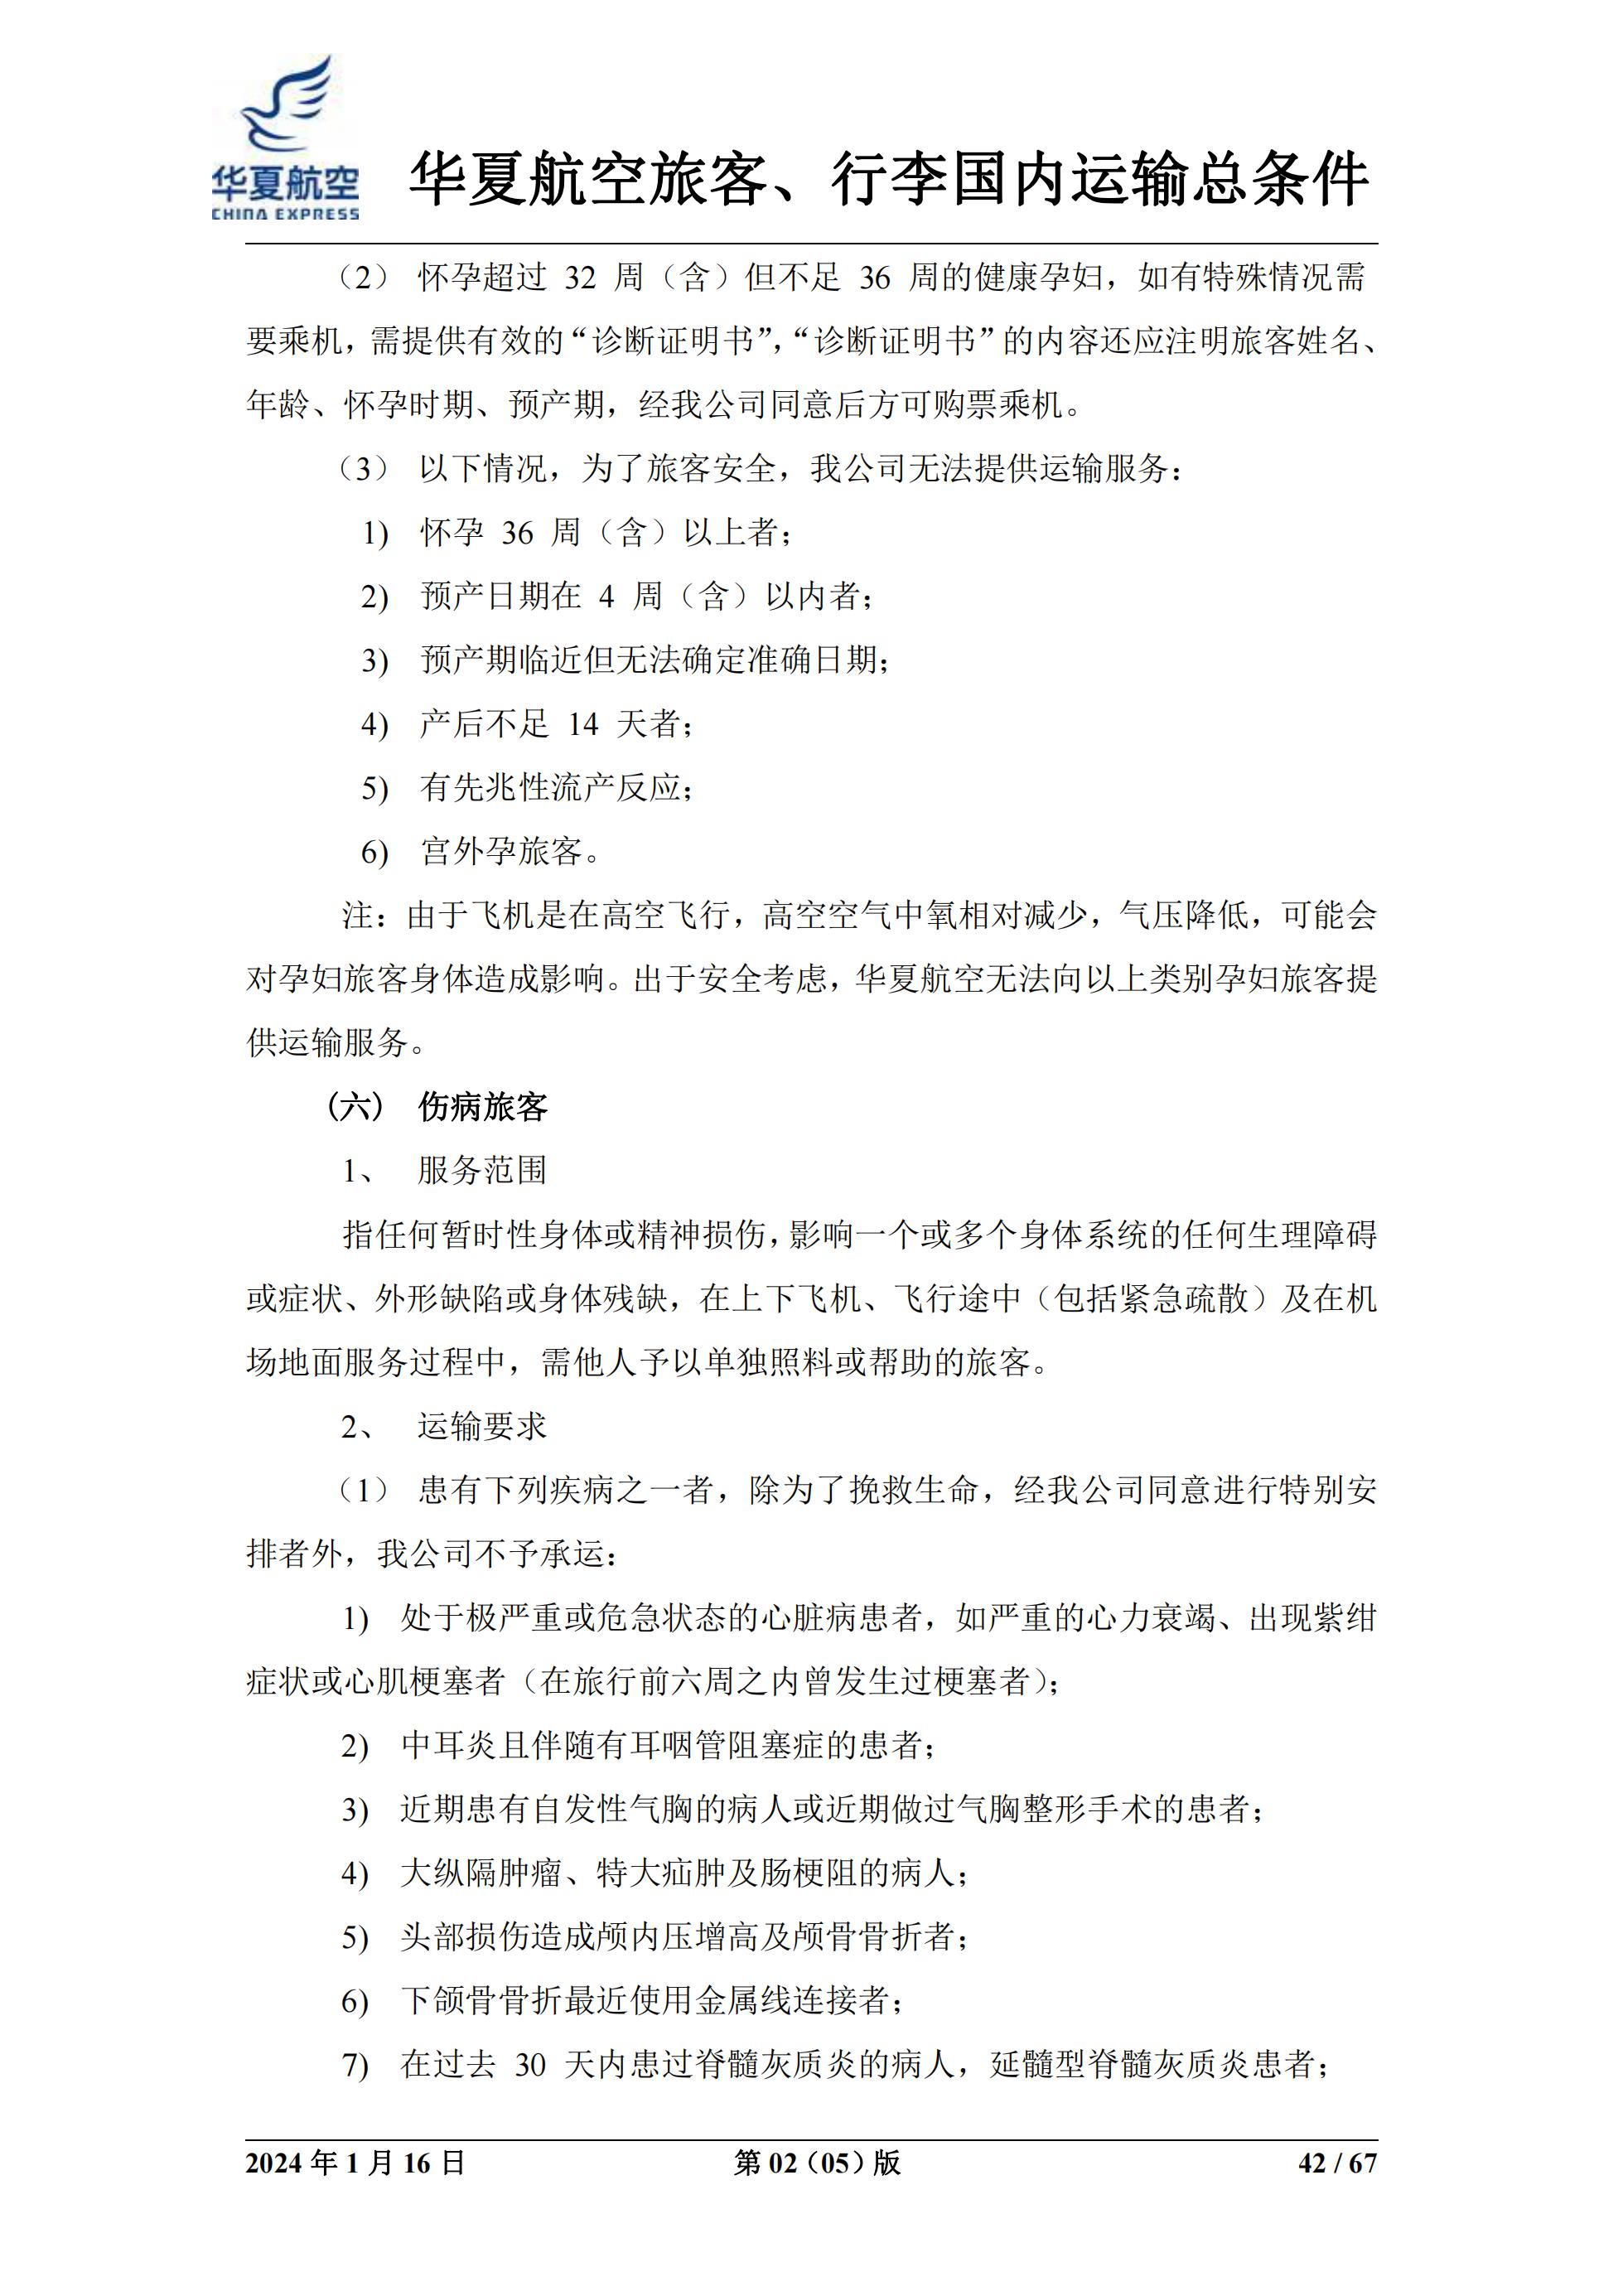 华夏航空
CHINA EXPRESS
华夏航空旅客、行李国内运输总条件
（2） 怀孕超过 32 周（含）但不足 36 周的健康孕妇，如有特殊情况需
要乘机，需提供有效的“诊断证明书”，“诊断证明书”的内容还应注明旅客姓名、
年龄、怀孕时期、预产期，经我公司同意后方可购票乘机。
（3） 以下情况，为了旅客安全，我公司无法提供运输服务：
1) 怀孕 36 周（含）以上者；
2) 预产日期在 4 周（含）以内者；
3) 预产期临近但无法确定准确日期；
4) 产后不足 14 天者；
5) 有先兆性流产反应；
6) 宫外孕旅客。
注：由于飞机是在高空飞行，高空空气中氧相对减少，气压降低，可能会
对孕妇旅客身体造成影响。出于安全考虑，华夏航空无法向以上类别孕妇旅客提
供运输服务。
(六) 伤病旅客
1、 服务范围
指任何暂时性身体或精神损伤，影响一个或多个身体系统的任何生理障碍
或症状、外形缺陷或身体残缺，在上下飞机、飞行途中（包括紧急疏散）及在机
场地面服务过程中，需他人予以单独照料或帮助的旅客。
2、 运输要求
（1） 患有下列疾病之一者，除为了挽救生命，经我公司同意进行特别安
排者外，我公司不予承运：
1) 处于极严重或危急状态的心脏病患者，如严重的心力衰竭、出现紫绀
症状或心肌梗塞者（在旅行前六周之内曾发生过梗塞者）；
2) 中耳炎且伴随有耳咽管阻塞症的患者；
3) 近期患有自发性气胸的病人或近期做过气胸整形手术的患者；
4) 大纵隔肿瘤、特大疝肿及肠梗阻的病人；
5) 头部损伤造成颅内压增高及颅骨骨折者；
6) 下颌骨骨折最近使用金属线连接者；
7) 在过去 30 天内患过脊髓灰质炎的病人，延髓型脊髓灰质炎患者；
2024 年 1 月 16 日 第 02（05）版 42 / 67